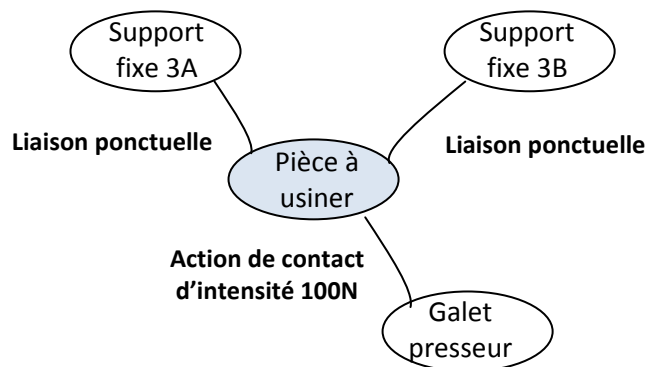 Support
fixe 3A
Support
fixe 3B
Liaison ponctuelle
Liaison ponctuelle
Pièce à
usiner
Action de contact
d'intensité 100N
Galet
presseur